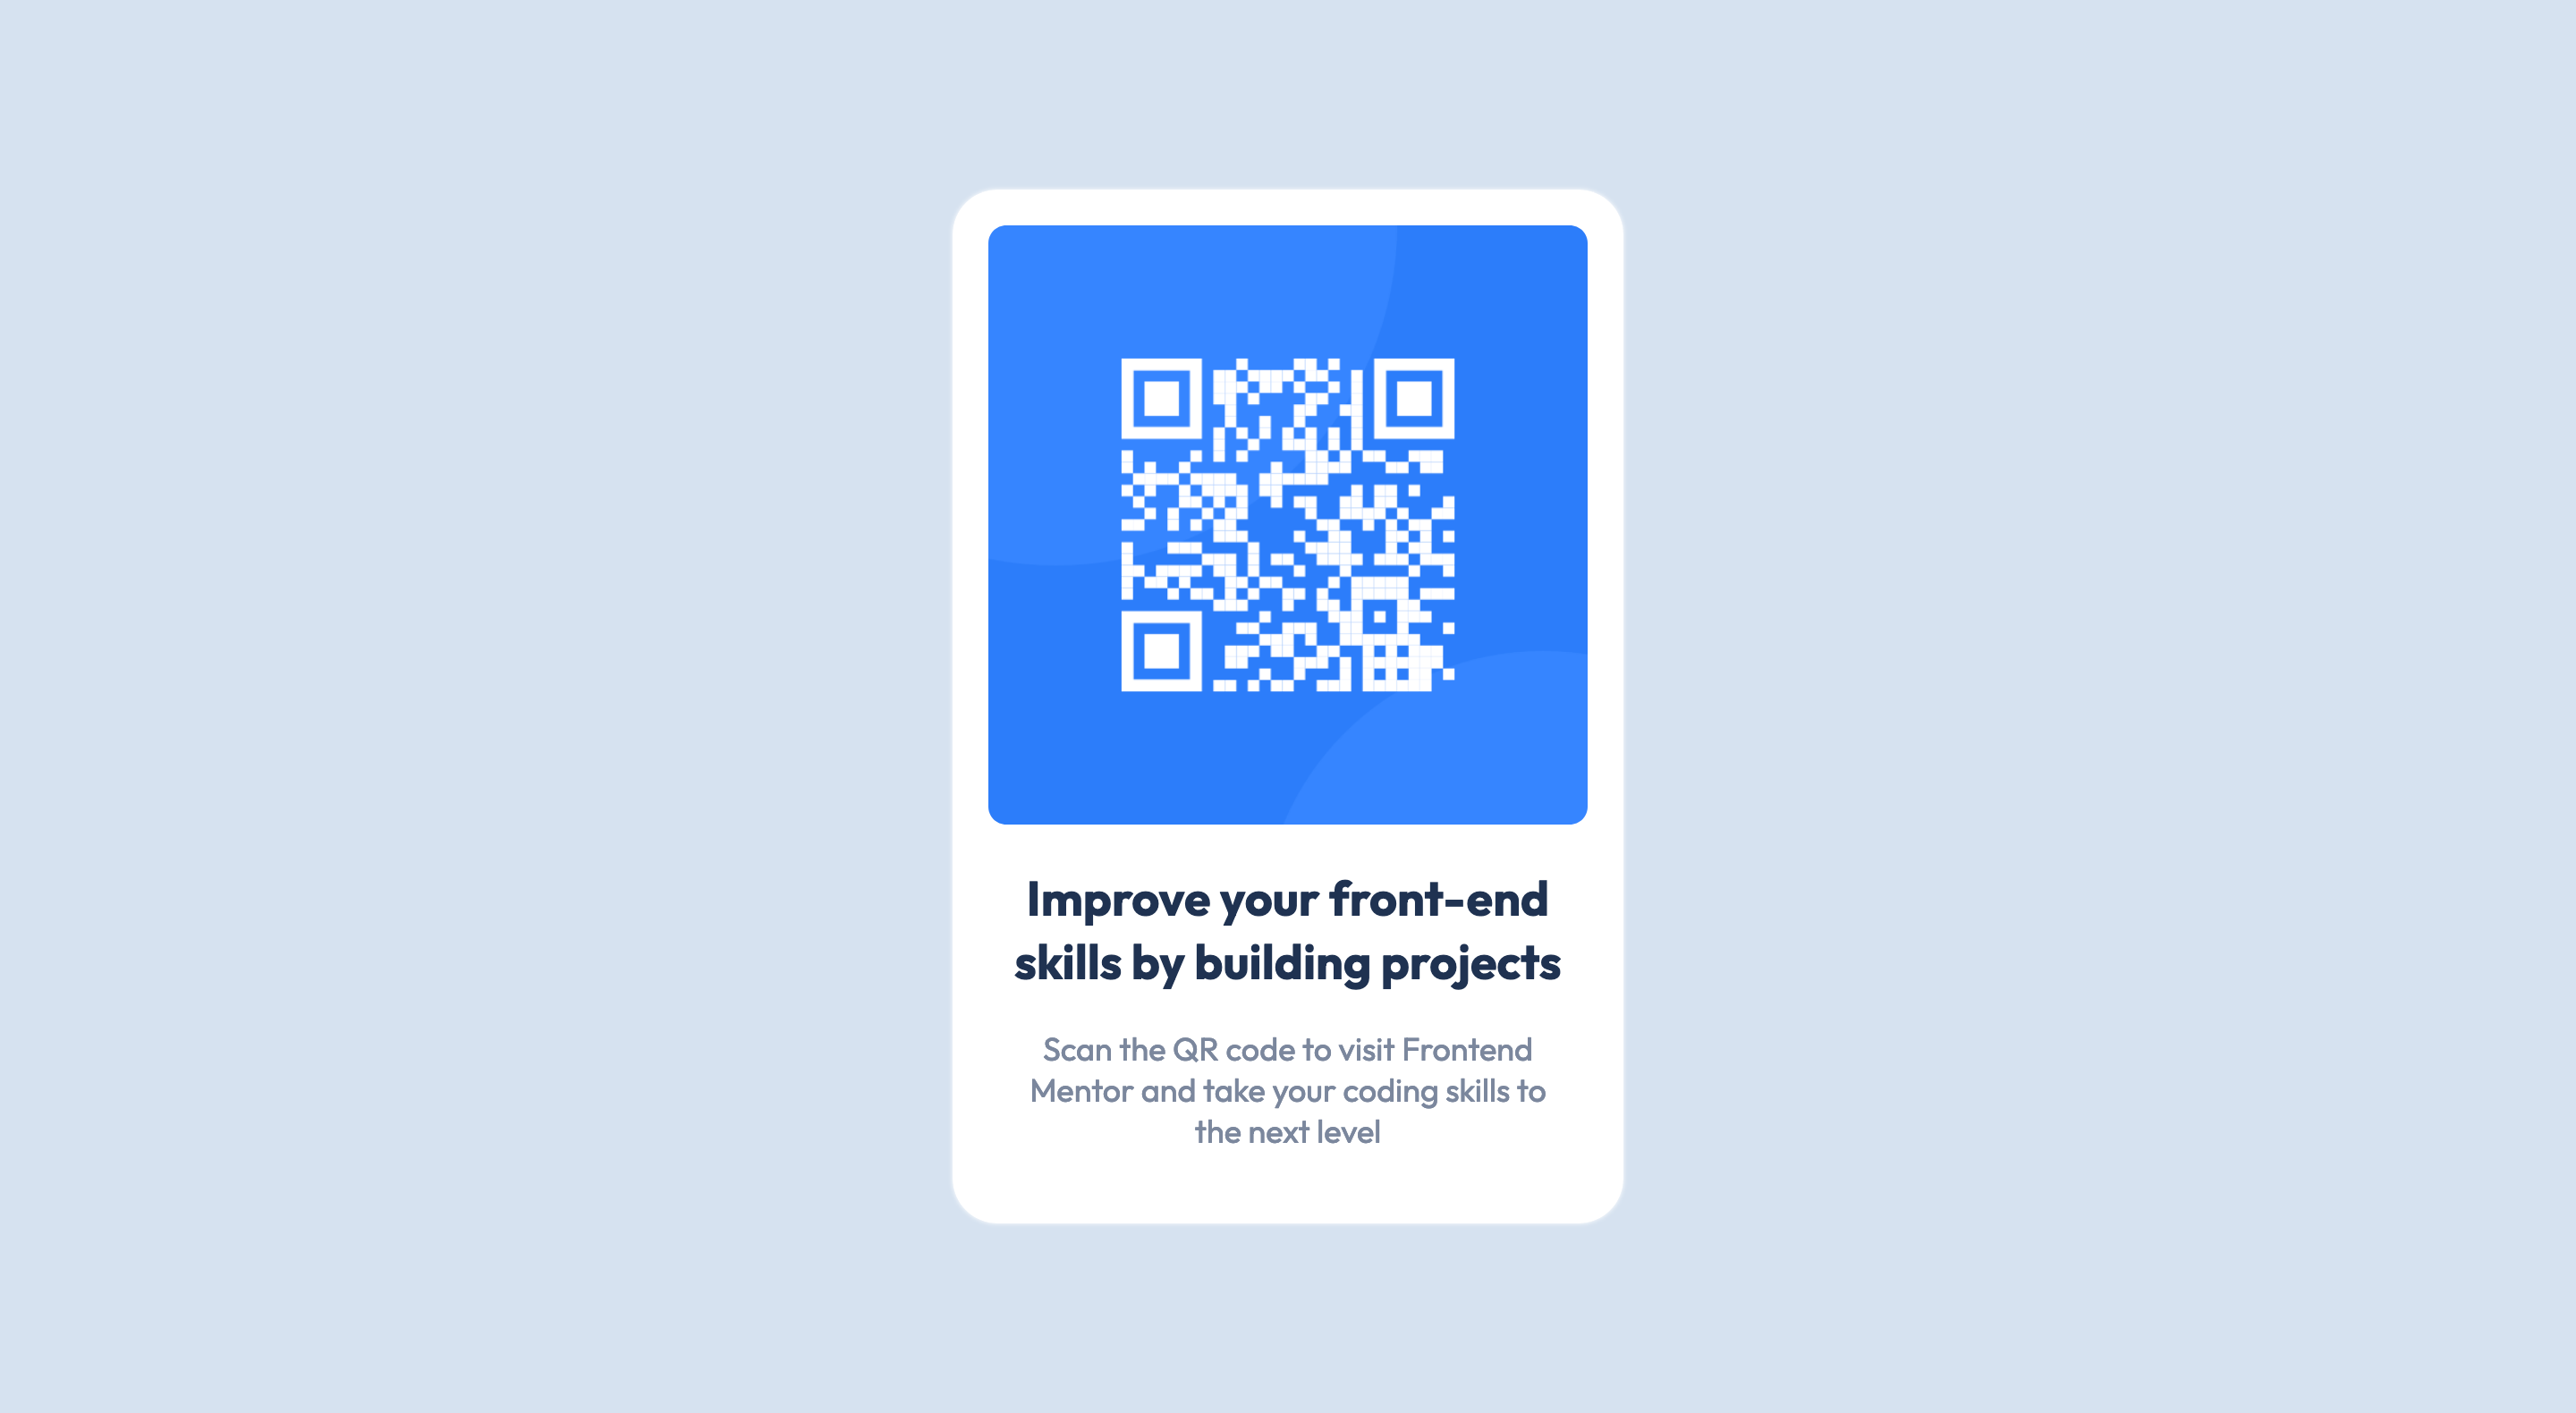 Improve your front-end
skills by building projects
Scan the QR code to visit Frontend
Mentor and take your coding skills to
the next level